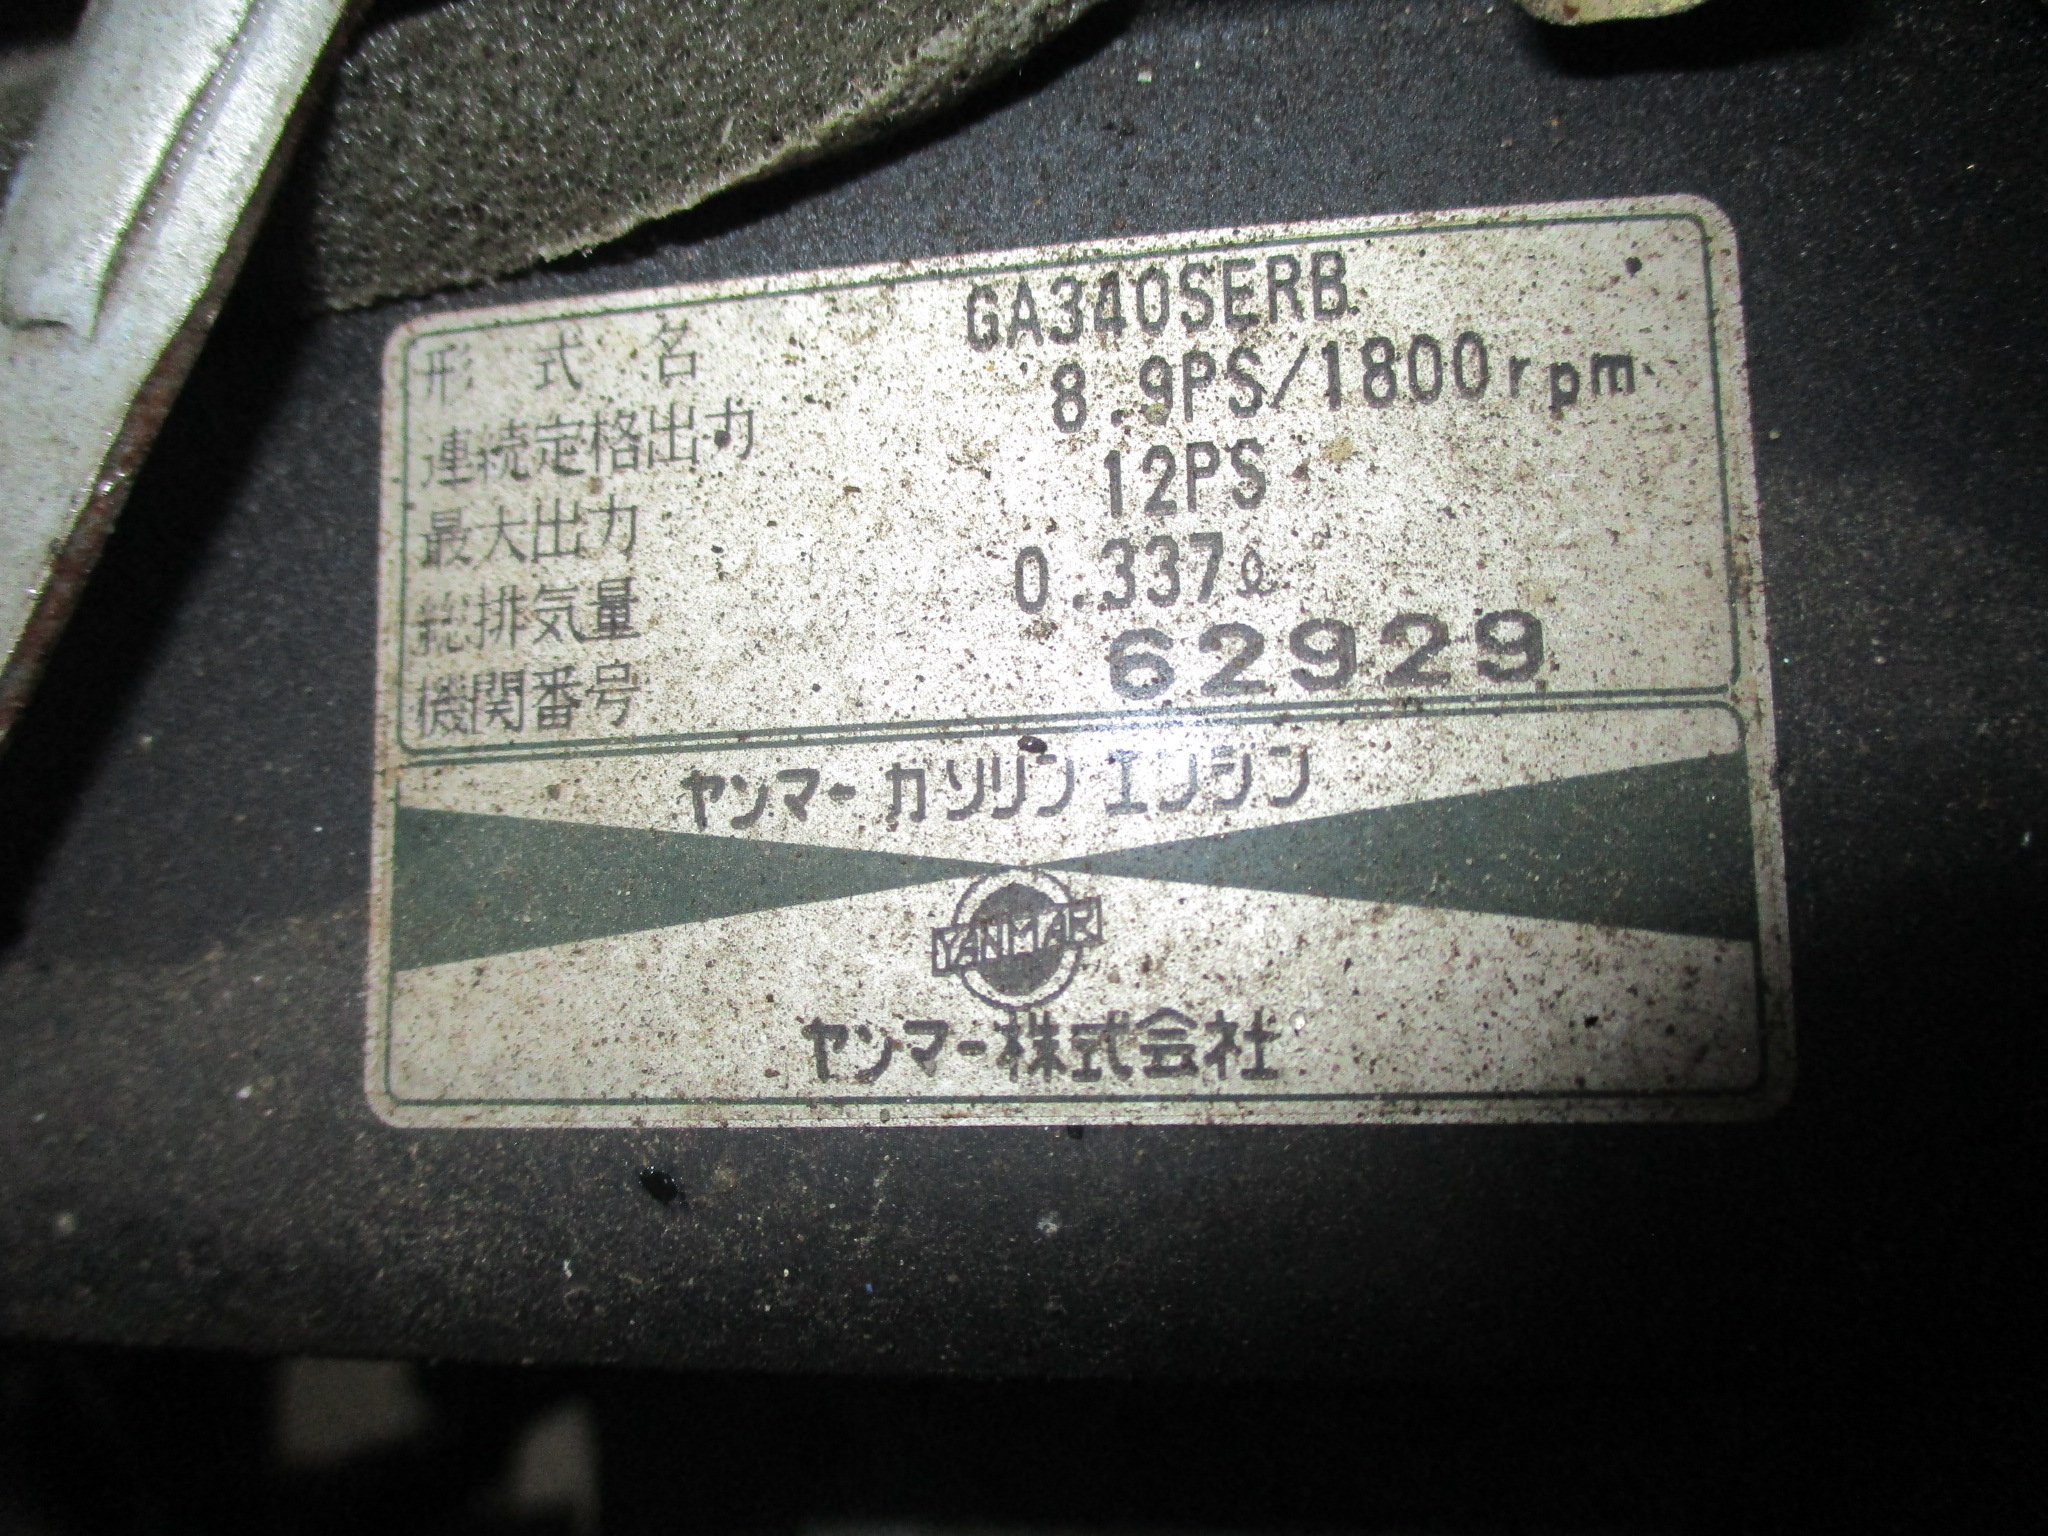 形式名 GA340SERB
連続定格出力 8.9PS/1800rpm
最大出力 12PS
総排気量 0.337ℓ
機関番号 62929
ヤンマー ガソリン エンジン
YANMAR
ヤンマー株式会社